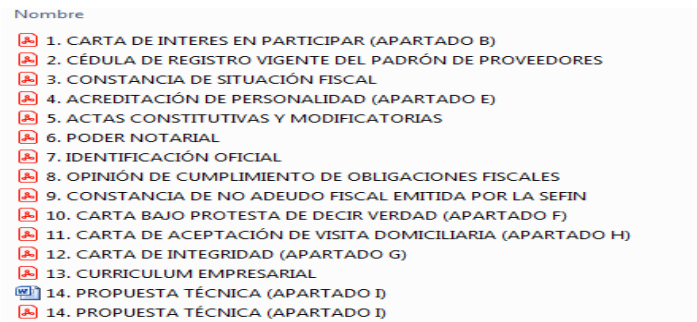 Nombre
1. CARTA DE INTERES EN PARTICIPAR (APARTADO B)
2. CÉDULA DE REGISTRO VIGENTE DEL PADRÓN DE PROVEEDORES
3. CONSTANCIA DE SITUACIÓN FISCAL
4. ACREDITACIÓN DE PERSONALIDAD (APARTADO E)
5. ACTAS CONSTITUTIVAS Y MODIFICATORIAS
6. PODER NOTARIAL
7. IDENTIFICACIÓN OFICIAL
8. OPINIÓN DE CUMPLIMIENTO DE OBLIGACIONES FISCALES
9. CONSTANCIA DE NO ADEUDO FISCAL EMITIDA POR LA SEFIN
10. CARTA BAJO PROTESTA DE DECIR VERDAD (APARTADO F)
11. CARTA DE ACEPTACIÓN DE VISITA DOMICILIARIA (APARTADO H)
12. CARTA DE INTEGRIDAD (APARTADO G)
13. CURRICULUM EMPRESARIAL
14. PROPUESTA TÉCNICA (APARTADO I)
14. PROPUESTA TÉCNICA (APARTADO I)